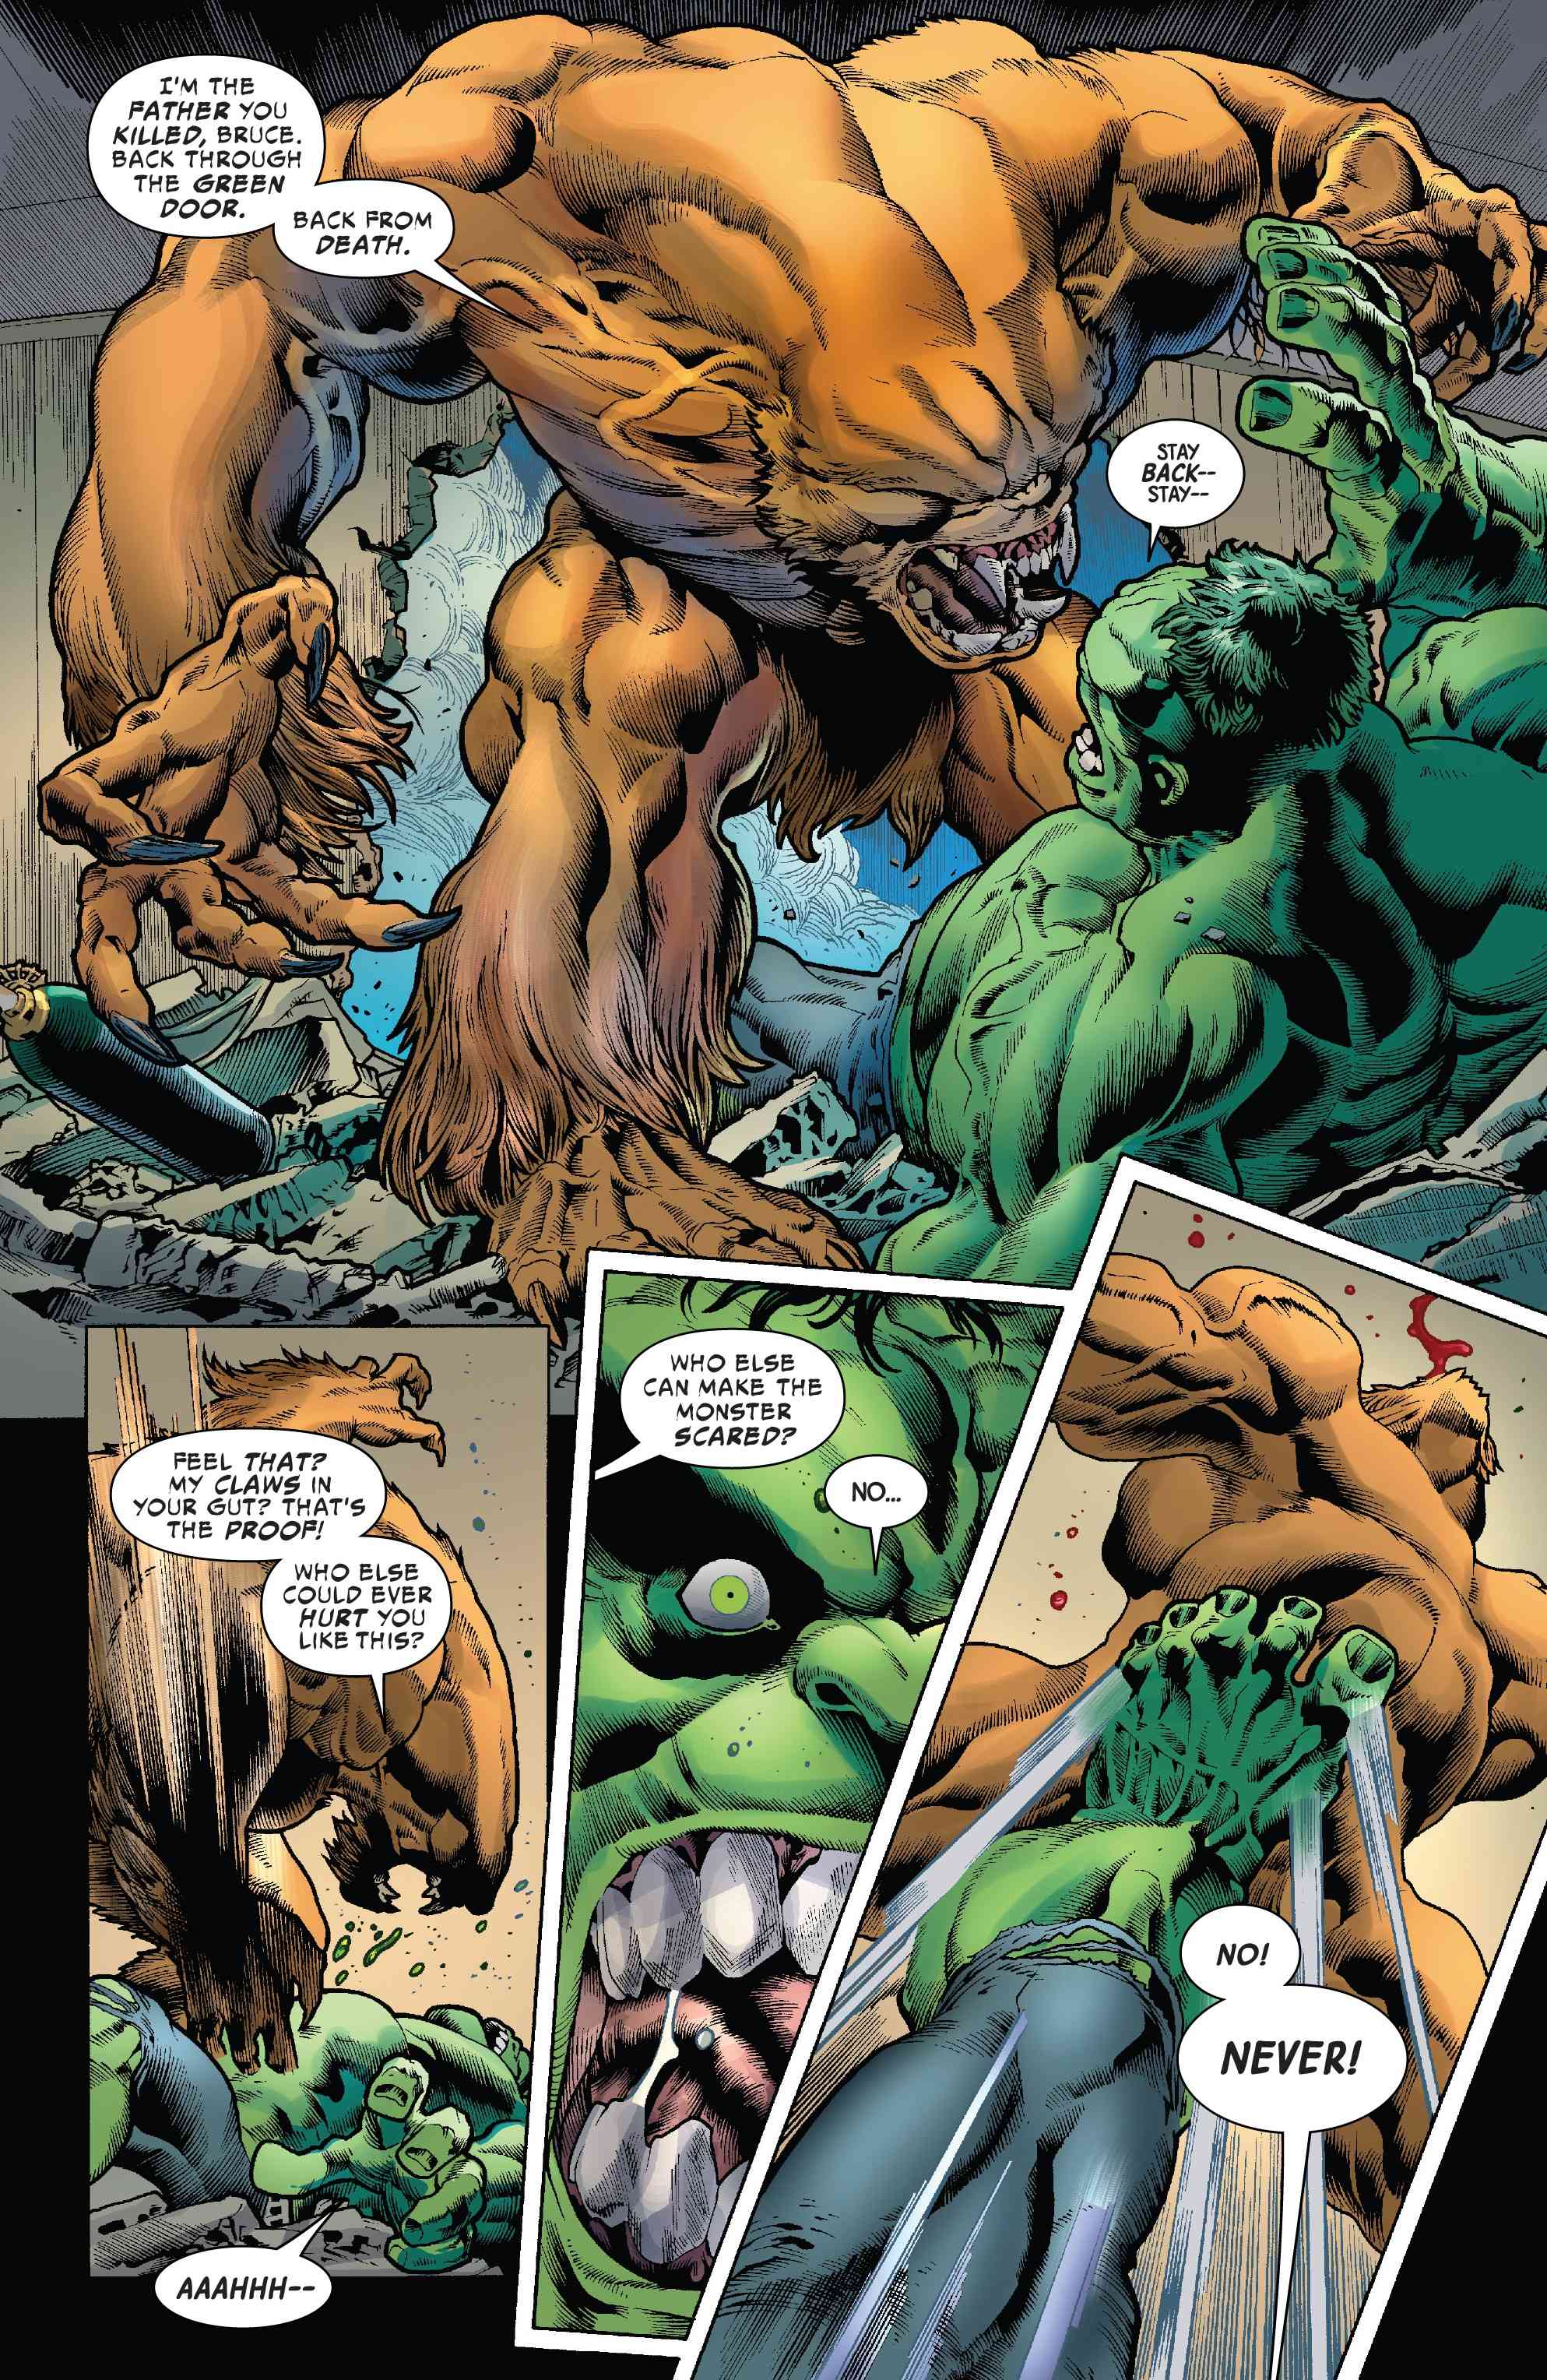 I'M THE
FATHER YOU
KILLED, BRUCE.
BACK THROUGH
THE GREEN
DOOR.
BACK FROM
DEATH.
STAY
BACK--
STAY--
FEEL THAT?
MY CLAWS IN
YOUR GUT? THAT'S
THE PROOF!
WHO ELSE
COULD EVER
HURT YOU
LIKE THIS?
AAAHHH--
WHO ELSE
CAN MAKE THE
MONSTER
SCARED?
NO...
NO!
NEVER!